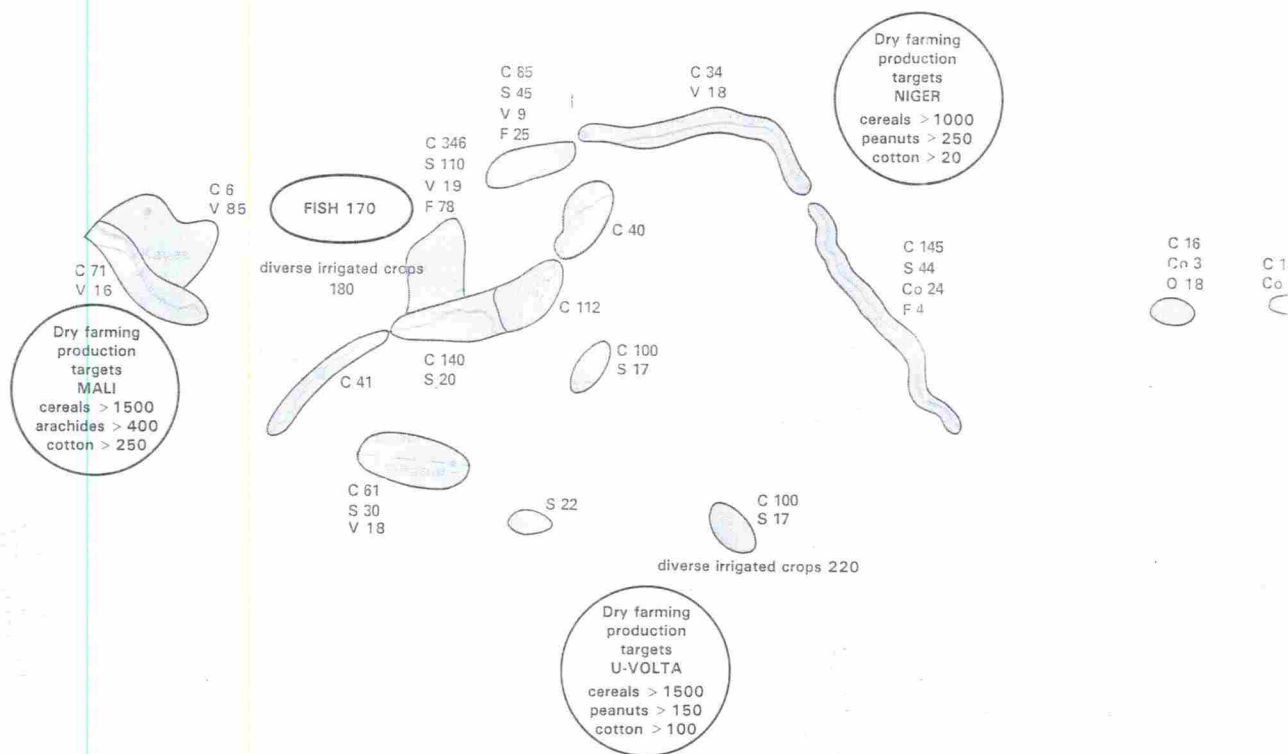 Dry farming
production
targets
NIGER
cereals > 1000
peanuts > 250
cotton > 20
C 85
S 45
V 9
F 25
C 34
V 18
C 346
S 110
V 19
F 78
C 6
V 85
FISH 170
C 40
Kayes
C 71
V 16
diverse irrigated crops
180
C 112
C 145
S 44
Co 24
F 4
C 16
Co 3
O 18
C 1
Co
Dry farming
production
targets
MALI
cereals > 1500
arachides > 400
cotton > 250
C 41
C 140
S 20
C 100
S 17
C 61
S 30
V 18
S 22
C 100
S 17
diverse irrigated crops 220
Dry farming
production
targets
U-VOLTA
cereals > 1500
peanuts > 150
cotton > 100